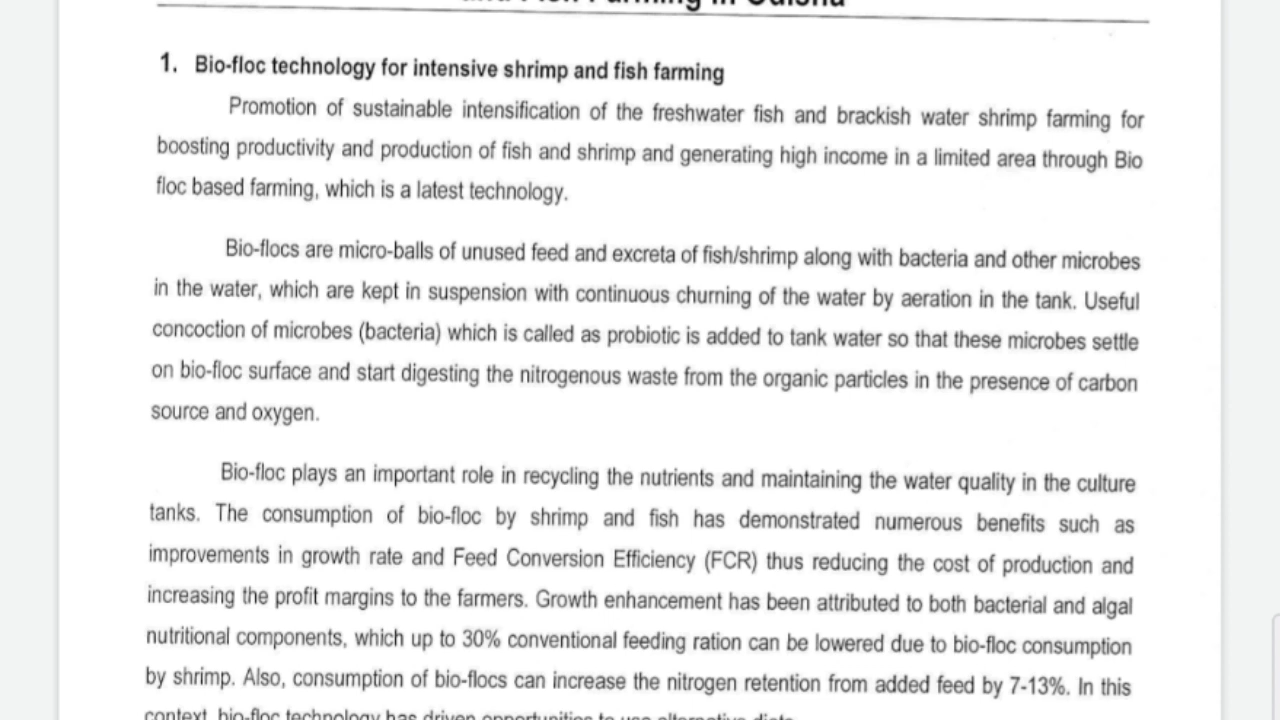 Fish Farming in Odisha
1. Bio-floc technology for intensive shrimp and fish farming
Promotion of sustainable intensification of the freshwater fish and brackish water shrimp farming for
boosting productivity and production of fish and shrimp and generating high income in a limited area through Bio
floc based farming, which is a latest technology.
Bio-flocs are micro-balls of unused feed and excreta of fish/shrimp along with bacteria and other microbes
in the water, which are kept in suspension with continuous churning of the water by aeration in the tank. Useful
concoction of microbes (bacteria) which is called as probiotic is added to tank water so that these microbes settle
on bio-floc surface and start digesting the nitrogenous waste from the organic particles in the presence of carbon
source and oxygen.
Bio-floc plays an important role in recycling the nutrients and maintaining the water quality in the culture
tanks. The consumption of bio-floc by shrimp and fish has demonstrated numerous benefits such as
improvements in growth rate and Feed Conversion Efficiency (FCR) thus reducing the cost of production and
increasing the profit margins to the farmers. Growth enhancement has been attributed to both bacterial and algal
nutritional components, which up to 30% conventional feeding ration can be lowered due to bio-floc consumption
by shrimp. Also, consumption of bio-flocs can increase the nitrogen retention from added feed by 7-13%. In this
context, bio-floc technology has driven opportunities to use alternative diets.